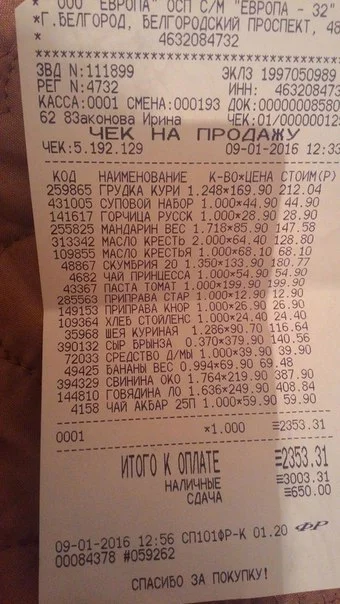 * ООО "ЕВРОПА" ОСП С/М "ЕВРОПА - 32"
*Г.БЕЛГОРОД, БЕЛГОРОДСКИЙ ПРОСПЕКТ, 48
* 4632084732
ЗВД N:111899 ЭКЛЗ 1997050989
РЕГ N:4732 ИНН: 463208473
КАССА:0001 СМЕНА:000193 ДОК:0000008580
62 83Законова Ирина ЧЕК:01/000000012
ЧЕК НА ПРОДАЖУ
ЧЕК:5.192.129 09-01-2016 12:33
КОД НАИМЕНОВАНИЕ К-ВО*ЦЕНА СТОИМ(Р)
259865 ГРУДКА КУРИ 1.248*169.90 212.04
431005 СУПОВОЙ НАБОР 1.000*44.90 44.90
141617 ГОРЧИЦА РУССК 1.000*28.90 28.90
255825 МАНДАРИН ВЕС 1.718*85.90 147.58
313342 МАСЛО КРЕСТЬ 2.000*64.40 128.80
109855 МАСЛО КРЕСТЬЯ 1.000*68.10 68.10
48867 СКУМБРИЯ 20 1.350*133.90 180.77
4682 ЧАЙ ПРИНЦЕССА 1.000*54.90 54.90
43367 ПАСТА ТОМАТ 1.000*199.90 199.90
285563 ПРИПРАВА СТАР 1.000*12.90 12.90
149153 ПРИПРАВА КНОР 1.000*26.90 26.90
109364 ХЛЕБ СТОЙЛЕНС 1.000*24.40 24.40
35968 ШЕЯ КУРИНАЯ 1.286*90.70 116.64
390132 СЫР БРЫНЗА 0.370*379.90 140.56
72033 СРЕДСТВО Д/МЫ 1.000*39.90 39.90
49425 БАНАНЫ ВЕС 0.994*69.90 69.48
394329 СВИНИНА ОКО 1.764*219.90 387.90
144810 ГОВЯДИНА ЛО 1.636*249.90 408.84
4158 ЧАЙ АКБАР 25П 1.000*59.90 59.90
0001 *1.000 =2353.31
ИТОГО К ОПЛАТЕ =2353.31
НАЛИЧНЫЕ =3003.31
СДАЧА =650.00
09-01-2016 12:56 СП101ФР-К 01.20 ФР
00084378 #059262
СПАСИБО ЗА ПОКУПКУ!